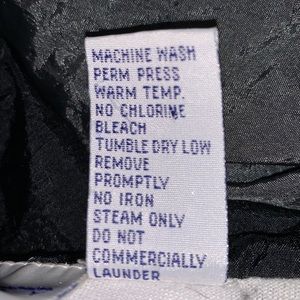 MACHINE WASH
PERM PRESS
WARM TEMP.
NO CHLORINE
BLEACH
TUMBLE DRY LOW
REMOVE
PROMPTLY
NO IRON
STEAM ONLY
DO NOT
COMMERCIALLY
LAUNDER